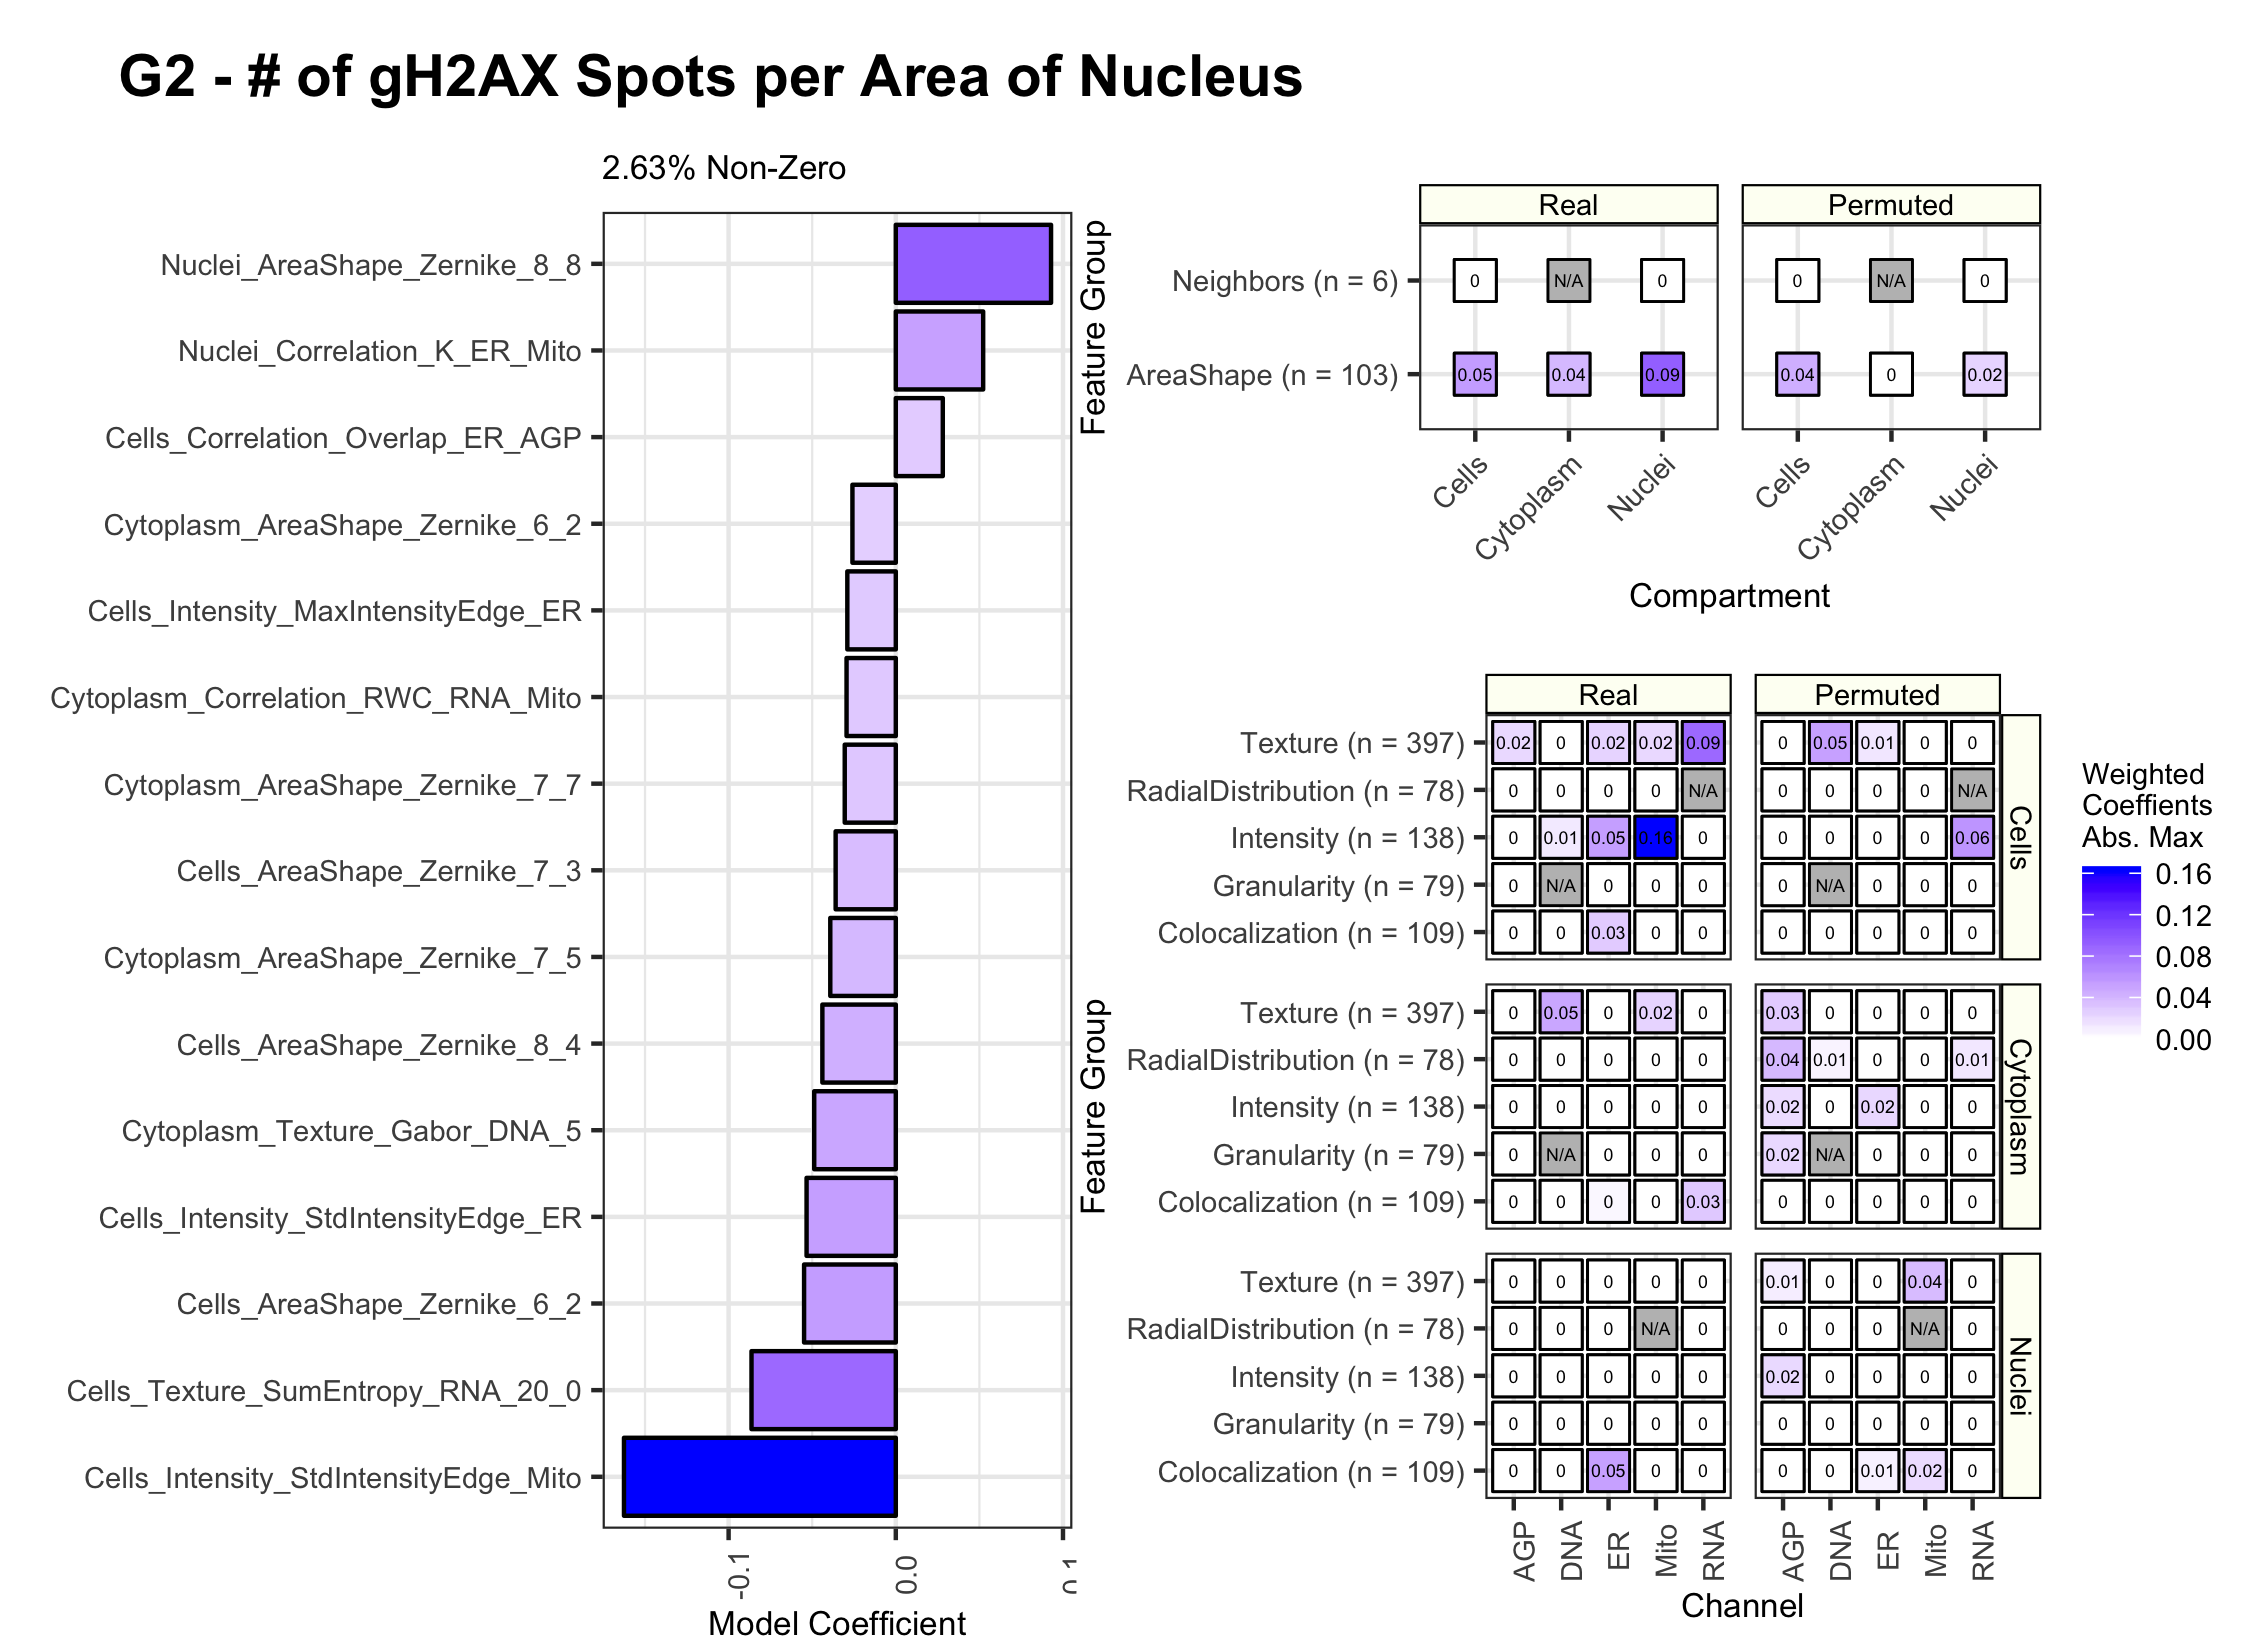 G2 - # of gH2AX Spots per Area of Nucleus
2.63% Non-Zero
Nuclei_AreaShape_Zernike_8_8
Nuclei_Correlation_K_ER_Mito
Cells_Correlation_Overlap_ER_AGP
Cytoplasm_AreaShape_Zernike_6_2
Cells_Intensity_MaxIntensityEdge_ER
Cytoplasm_Correlation_RWC_RNA_Mito
Cytoplasm_AreaShape_Zernike_7_7
Cells_AreaShape_Zernike_7_3
Cytoplasm_AreaShape_Zernike_7_5
Cells_AreaShape_Zernike_8_4
Cytoplasm_Texture_Gabor_DNA_5
Cells_Intensity_StdIntensityEdge_ER
Cells_AreaShape_Zernike_6_2
Cells_Texture_SumEntropy_RNA_20_0
Cells_Intensity_StdIntensityEdge_Mito
-0.1 0.0
Model Coefficient
Feature Group
Real Permuted
Neighbors (n = 6) 0 N/A 0 0 N/A 0
AreaShape (n = 103) 0.05 0.04 0.09 0.04 0 0.02
Cells Cytoplasm Nuclei Cells Cytoplasm Nuclei
Compartment
Feature Group
Real Permuted
Texture (n = 397) 0.02 0 0.02 0.02 0.09 0 0.05 0.01 0 0
RadialDistribution (n = 78) 0 0 0 0 N/A 0 0 0 0 N/A
Intensity (n = 138) 0 0.01 0.05 0.16 0 0 0 0 0 0.06
Granularity (n = 79) 0 N/A 0 0 0 0 N/A 0 0 0
Colocalization (n = 109) 0 0 0.03 0 0 0 0 0 0 0
Cells
Texture (n = 397) 0 0.05 0 0.02 0 0.03 0 0 0 0
RadialDistribution (n = 78) 0 0 0 0 0 0.04 0.01 0 0 0.01
Intensity (n = 138) 0 0 0 0 0 0.02 0 0.02 0 0
Granularity (n = 79) 0 N/A 0 0 0 0.02 N/A 0 0 0
Colocalization (n = 109) 0 0 0 0 0.03 0 0 0 0 0
Cytoplasm
Texture (n = 397) 0 0 0 0 0 0.01 0 0 0.04 0
RadialDistribution (n = 78) 0 0 0 N/A 0 0 0 0 N/A 0
Intensity (n = 138) 0 0 0 0 0 0.02 0 0 0 0
Granularity (n = 79) 0 0 0 0 0 0 0 0 0 0
Colocalization (n = 109) 0 0 0.05 0 0 0 0 0.01 0.02 0
Nuclei
AGP DNA ER Mito RNA AGP DNA ER Mito RNA
Channel
Weighted
Coeffients
Abs. Max
0.16
0.12
0.08
0.04
0.00